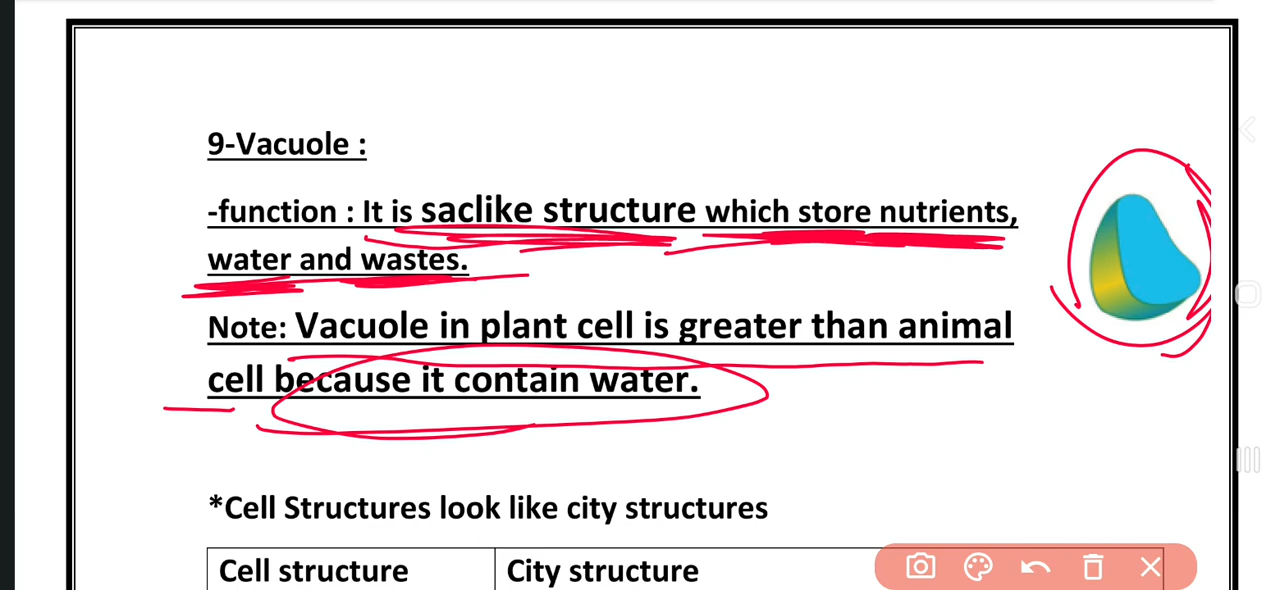 9-Vacuole :
-function : It is saclike structure which store nutrients,
water and wastes.
Note: Vacuole in plant cell is greater than animal
cell because it contain water.
*Cell Structures look like city structures
Cell structure City structure